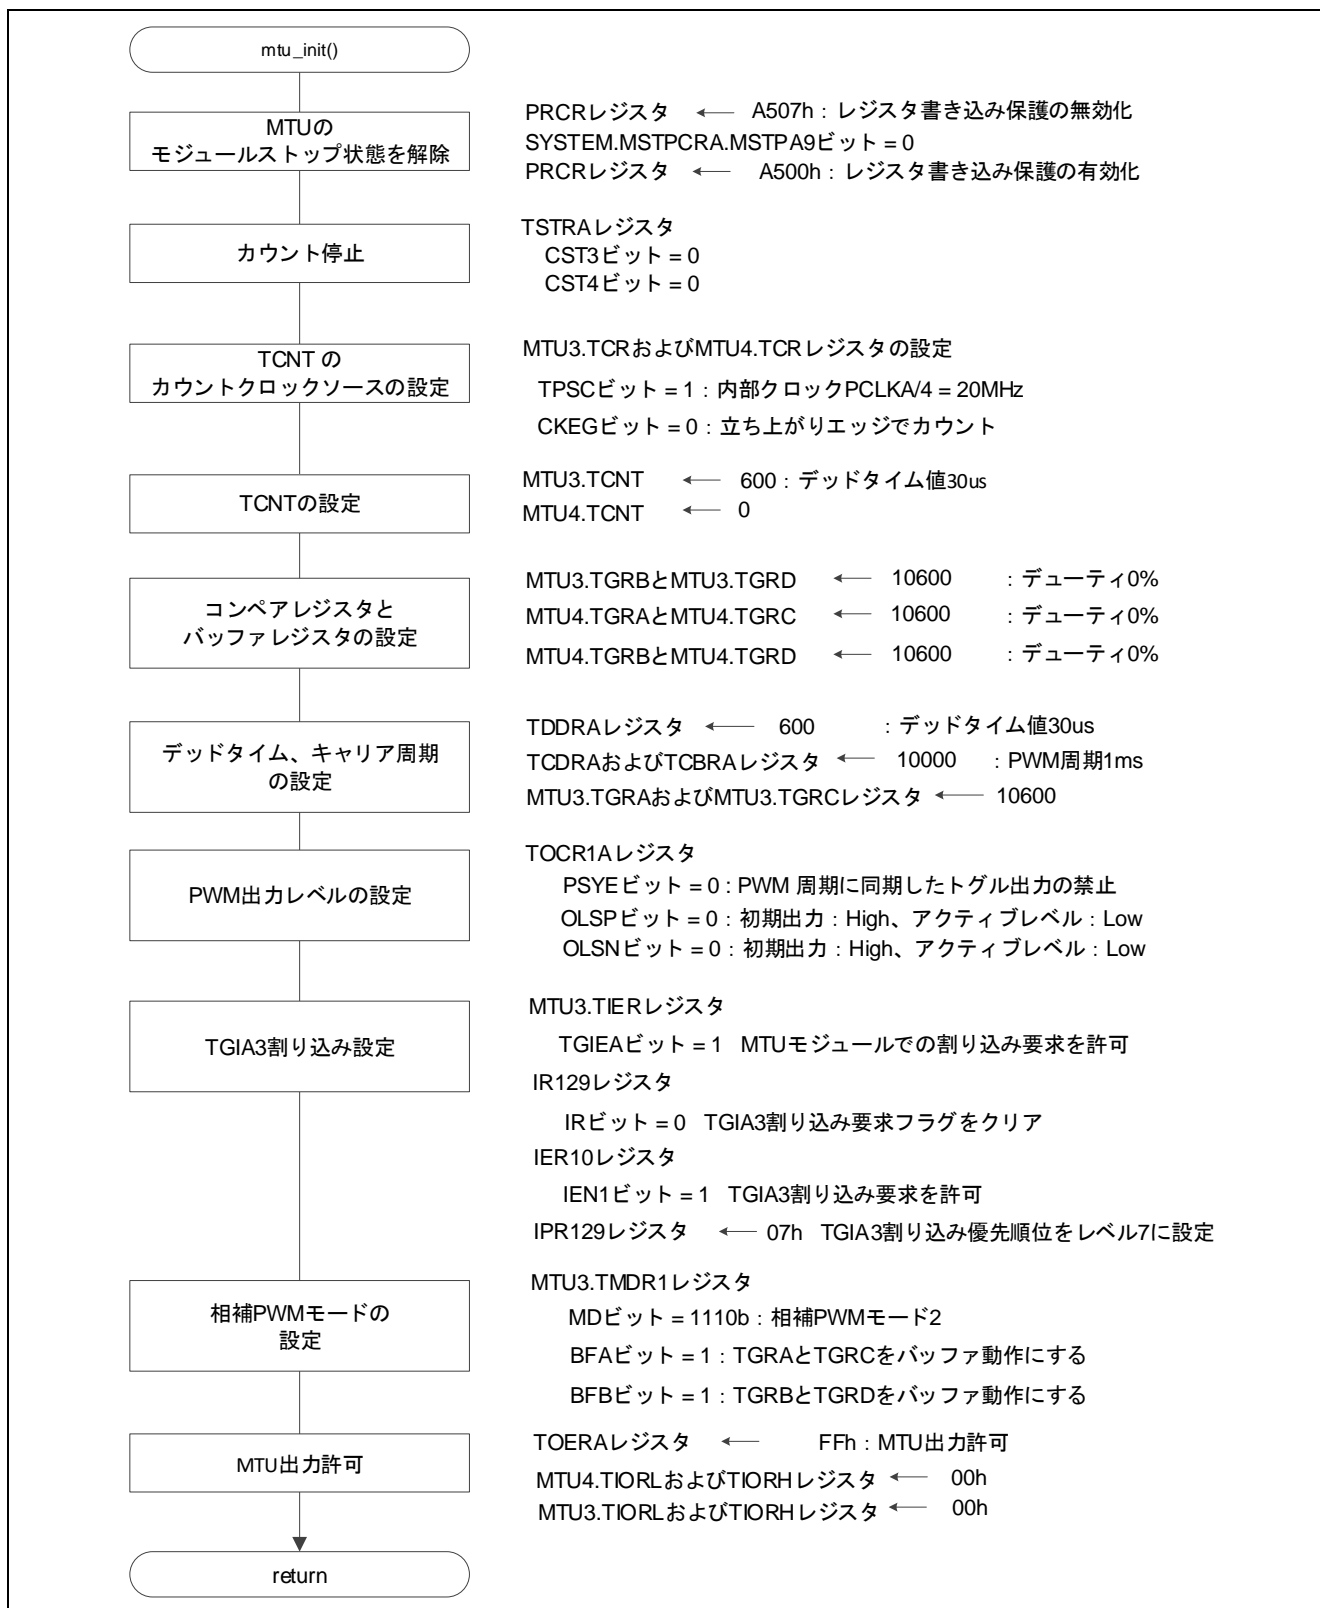 mtu_init()
MTUの
モジュールストップ状態を解除
PRCRレジスタ ← A507h：レジスタ書き込み保護の無効化
SYSTEM.MSTPCRA.MSTPA9ビット = 0
PRCRレジスタ ← A500h：レジスタ書き込み保護の有効化
カウント停止
TSTRAレジスタ
CST3ビット = 0
CST4ビット = 0
TCNT の
カウントクロックソースの設定
MTU3.TCRおよびMTU4.TCRレジスタの設定
TPSCビット = 1：内部クロックPCLKA/4 = 20MHz
CKEGビット = 0：立ち上がりエッジでカウント
TCNTの設定
MTU3.TCNT ← 600：デッドタイム値30us
MTU4.TCNT ← 0
コンペアレジスタと
バッファレジスタの設定
MTU3.TGRBとMTU3.TGRD ← 10600 ：デューティ0%
MTU4.TGRAとMTU4.TGRC ← 10600 ：デューティ0%
MTU4.TGRBとMTU4.TGRD ← 10600 ：デューティ0%
デッドタイム、キャリア周期
の設定
TDDRAレジスタ ← 600 ：デッドタイム値30us
TCDRAおよびTCBRAレジスタ ← 10000 ：PWM周期1ms
MTU3.TGRAおよびMTU3.TGRCレジスタ ← 10600
PWM出力レベルの設定
TOCR1Aレジスタ
PSYEビット = 0 : PWM 周期に同期したトグル出力の禁止
OLSPビット = 0：初期出力：High、アクティブレベル：Low
OLSNビット = 0：初期出力：High、アクティブレベル：Low
TGIA3割り込み設定
MTU3.TIERレジスタ
TGIEAビット = 1 MTUモジュールでの割り込み要求を許可
IR129レジスタ
IRビット = 0 TGIA3割り込み要求フラグをクリア
IER10レジスタ
IEN1ビット = 1 TGIA3割り込み要求を許可
IPR129レジスタ ← 07h TGIA3割り込み優先順位をレベル7に設定
相補PWMモードの
設定
MTU3.TMDR1レジスタ
MDビット = 1110b：相補PWMモード2
BFAビット = 1：TGRAとTGRCをバッファ動作にする
BFBビット = 1：TGRBとTGRDをバッファ動作にする
MTU出力許可
TOERAレジスタ ← FFh：MTU出力許可
MTU4.TIORLおよびTIORHレジスタ ← 00h
MTU3.TIORLおよびTIORHレジスタ ← 00h
return